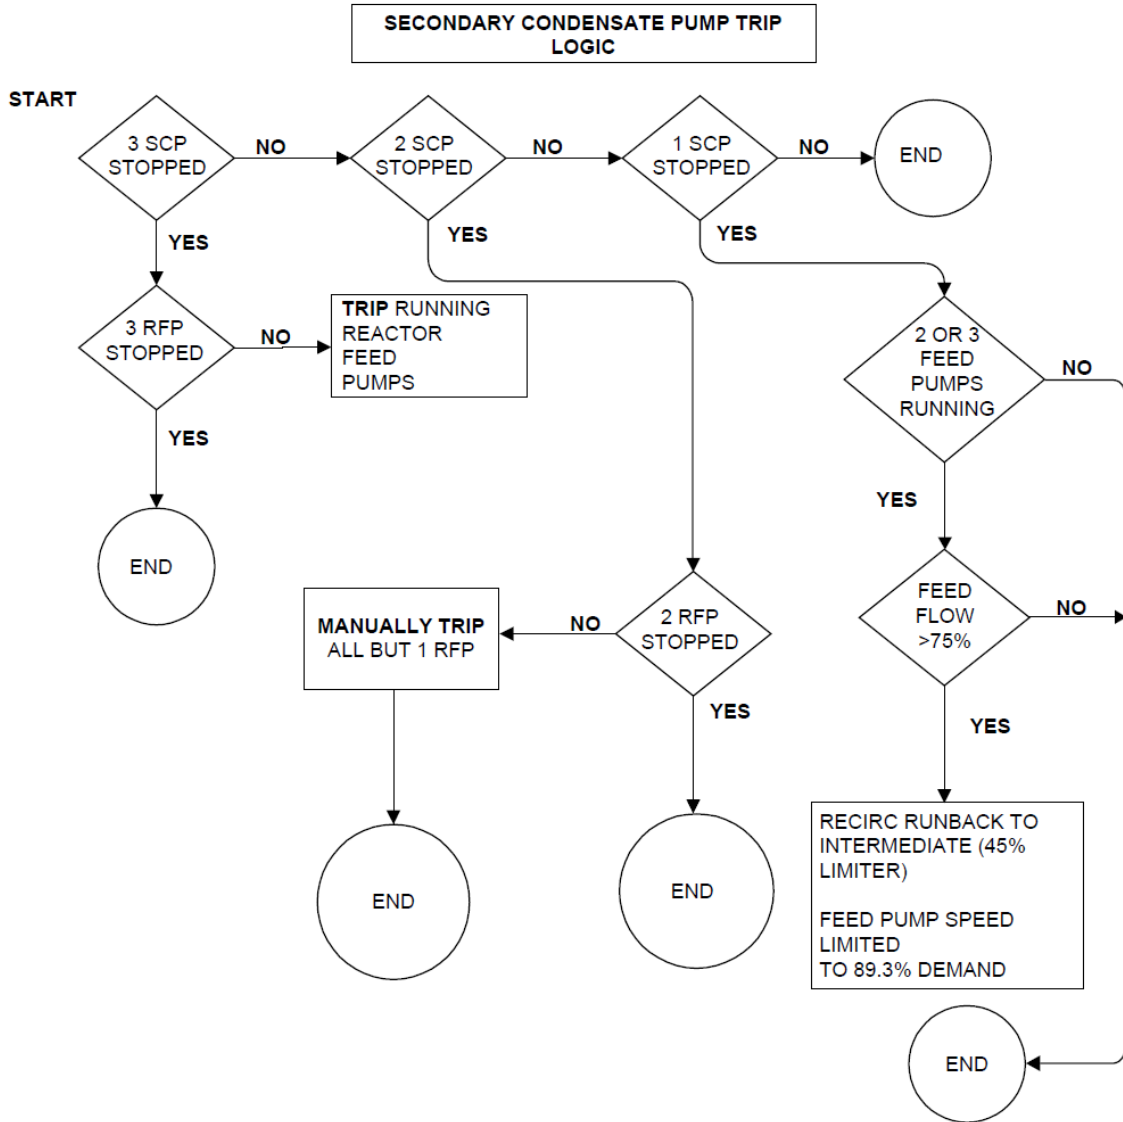 SECONDARY CONDENSATE PUMP TRIP
LOGIC
START
3 SCP
STOPPED
NO
2 SCP
STOPPED
NO
1 SCP
STOPPED
NO
END
YES
YES
YES
3 RFP
STOPPED
NO
TRIP RUNNING
REACTOR
FEED
PUMPS
2 OR 3
FEED
PUMPS
RUNNING
NO
YES
YES
END
MANUALLY TRIP
ALL BUT 1 RFP
NO
2 RFP
STOPPED
FEED
FLOW
>75%
NO
YES
YES
RECIRC RUNBACK TO
INTERMEDIATE (45%
LIMITER)
FEED PUMP SPEED
LIMITED
TO 89.3% DEMAND
END
END
END